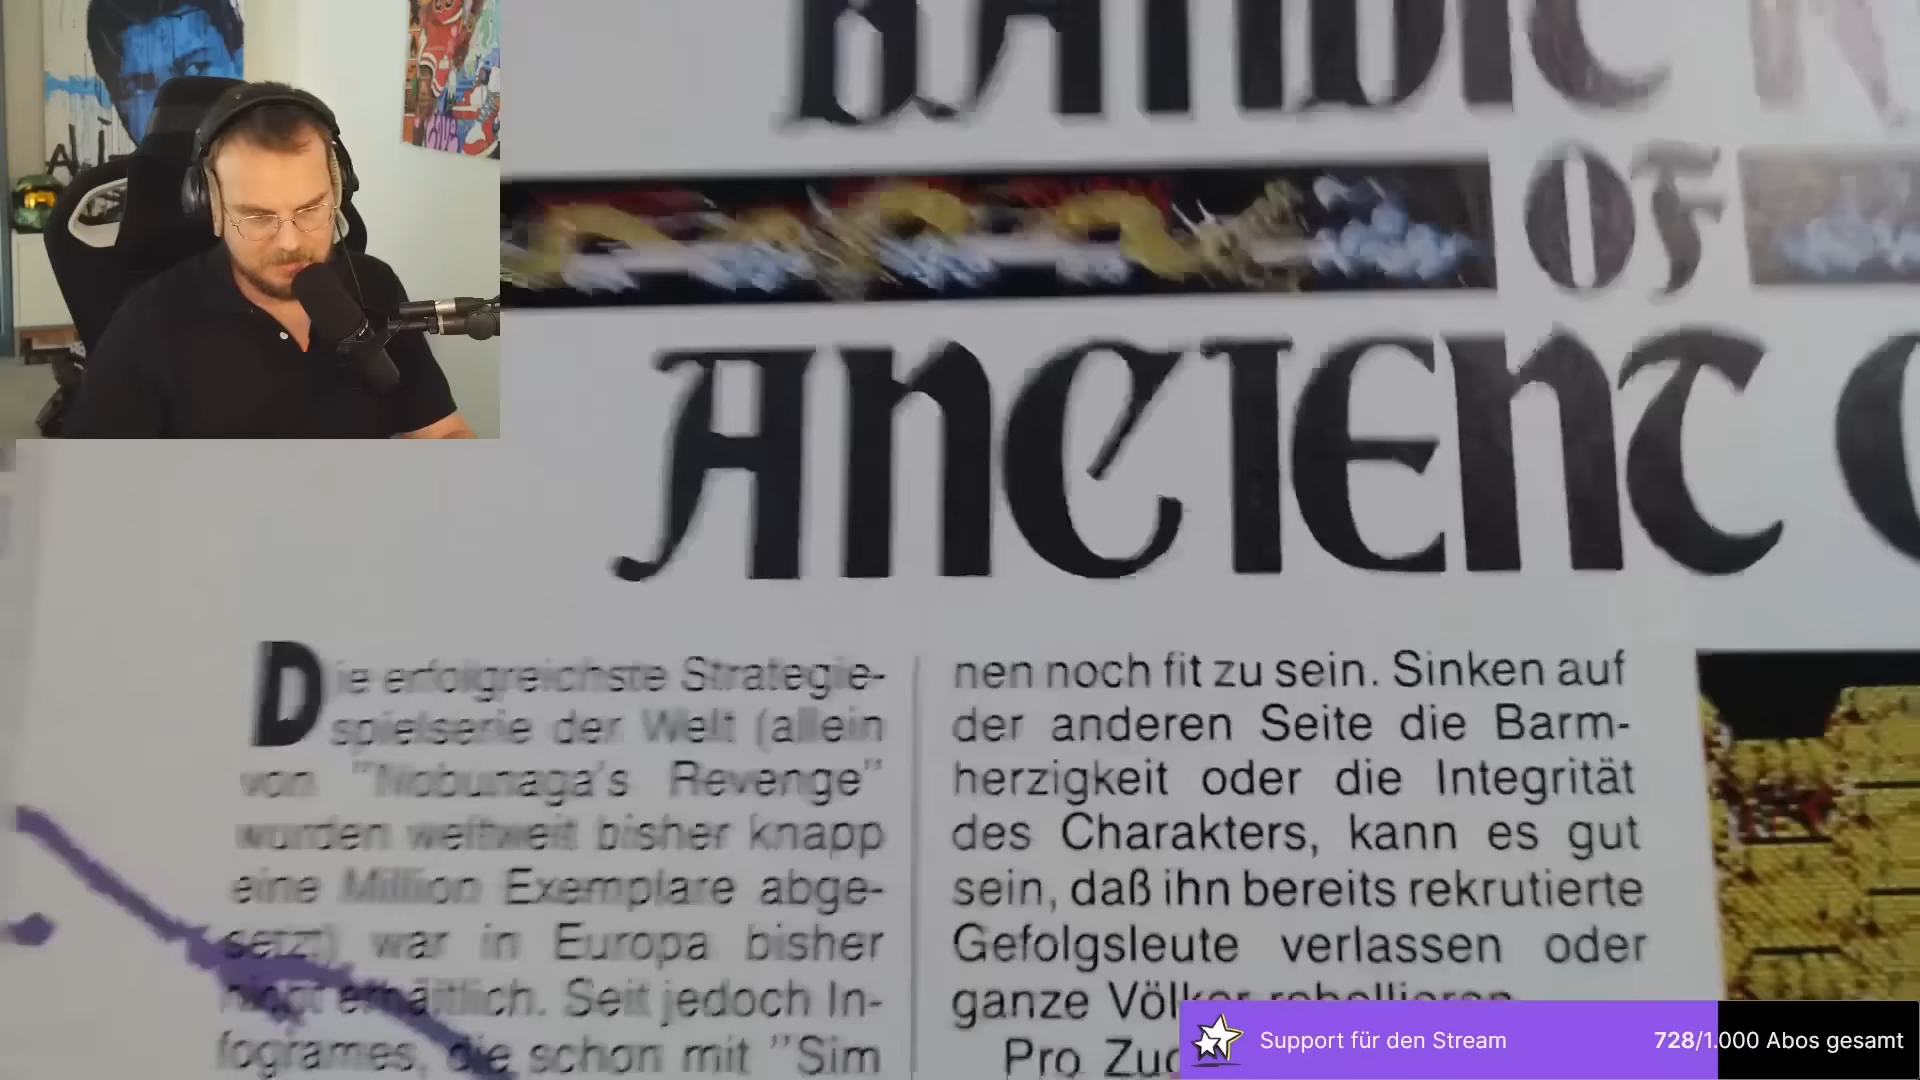 OF
ANCIENT
Die erfolgreichste Strategie-
spielserie der Welt (allein
von "Nobunaga's Revenge"
wurden weltweit bisher knapp
eine Million Exemplare abge-
setzt) war in Europa bisher
nicht erhältlich. Seit jedoch In-
fogrames, die schon mit "Sim
nen noch fit zu sein. Sinken auf
der anderen Seite die Barm-
herzigkeit oder die Integrität
des Charakters, kann es gut
sein, daß ihn bereits rekrutierte
Gefolgsleute verlassen oder
ganze Völker rebellieren.
Pro
Support für den Stream
728/1.000 Abos gesamt